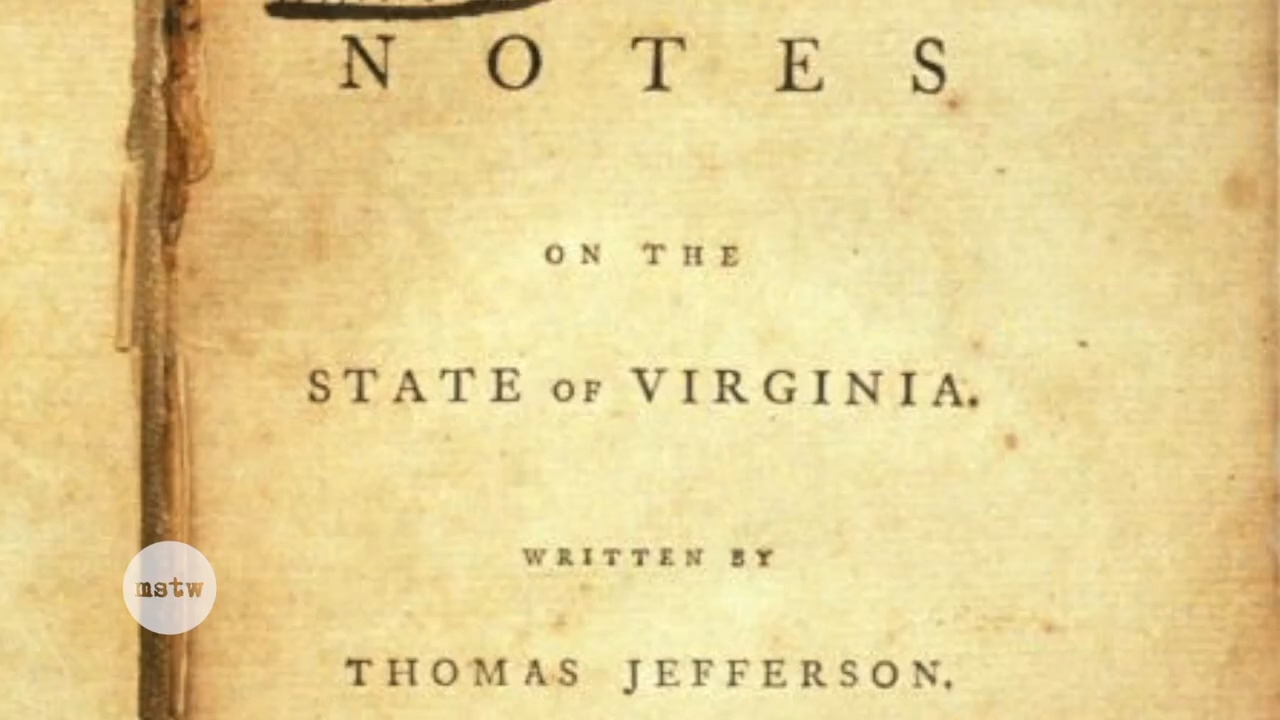 NOTES
ON THE
STATE OF VIRGINIA.
WRITTEN BY
THOMAS JEFFERSON.
mstw